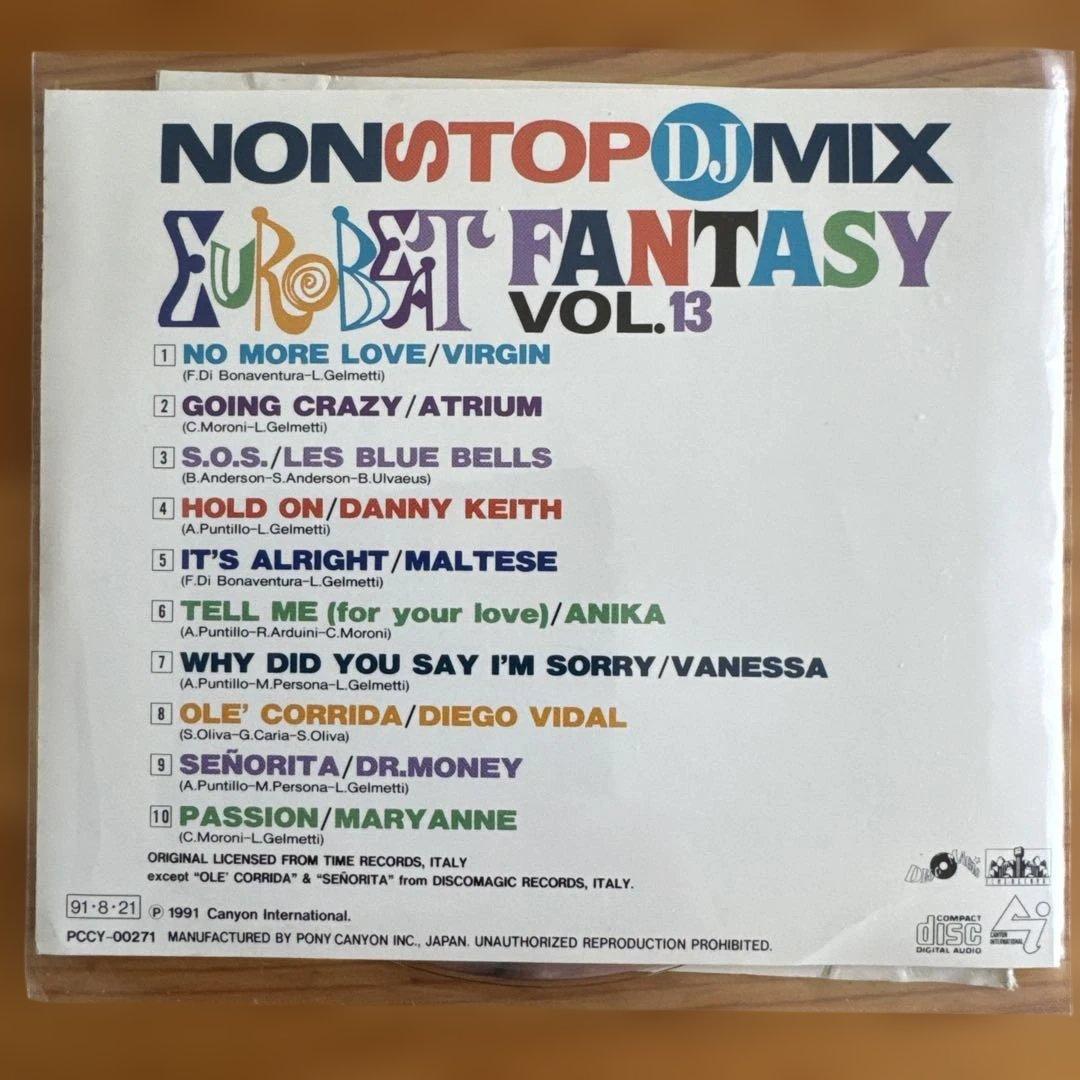 NONSTOP DJ MIX
EUROBEAT FANTASY
VOL.13
1 NO MORE LOVE/VIRGIN
(F.Di Bonaventura-L.Gelmetti)
2 GOING CRAZY/ATRIUM
(C.Moroni-L.Gelmetti)
3 S.O.S./LES BLUE BELLS
(B.Anderson-S.Anderson-B.Ulvaeus)
4 HOLD ON/DANNY KEITH
(A.Puntillo-L.Gelmetti)
5 IT'S ALRIGHT/MALTESE
(F.Di Bonaventura-L.Gelmetti)
6 TELL ME (for your love)/ANIKA
(A.Puntillo-R.Arduini-C.Moroni)
7 WHY DID YOU SAY I'M SORRY/VANESSA
(A.Puntillo-M.Persona-L.Gelmetti)
8 OLE' CORRIDA/DIEGO VIDAL
(S.Oliva-G.Caria-S.Oliva)
9 SEÑORITA/DR.MONEY
(A.Puntillo-M.Persona-L.Gelmetti)
10 PASSION/MARYANNE
(C.Moroni-L.Gelmetti)
ORIGINAL LICENSED FROM TIME RECORDS, ITALY
except "OLE' CORRIDA" & "SEÑORITA" from DISCOMAGIC RECORDS, ITALY.
91・8・21 Ⓟ 1991 Canyon International.
PCCY-00271 MANUFACTURED BY PONY CANYON INC., JAPAN. UNAUTHORIZED REPRODUCTION PROHIBITED.
COMPACT
disc
DIGITAL AUDIO
CANYON
INTERNATIONAL